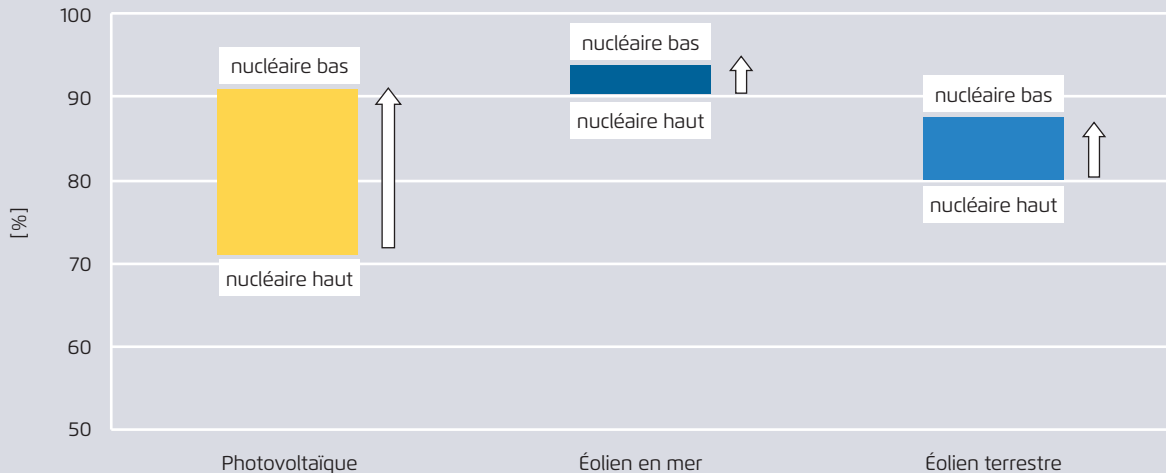 100
90
80
70
60
50
[%]
nucléaire bas
nucléaire haut
nucléaire bas
nucléaire haut
nucléaire bas
nucléaire haut
Photovoltaïque
Éolien en mer
Éolien terrestre